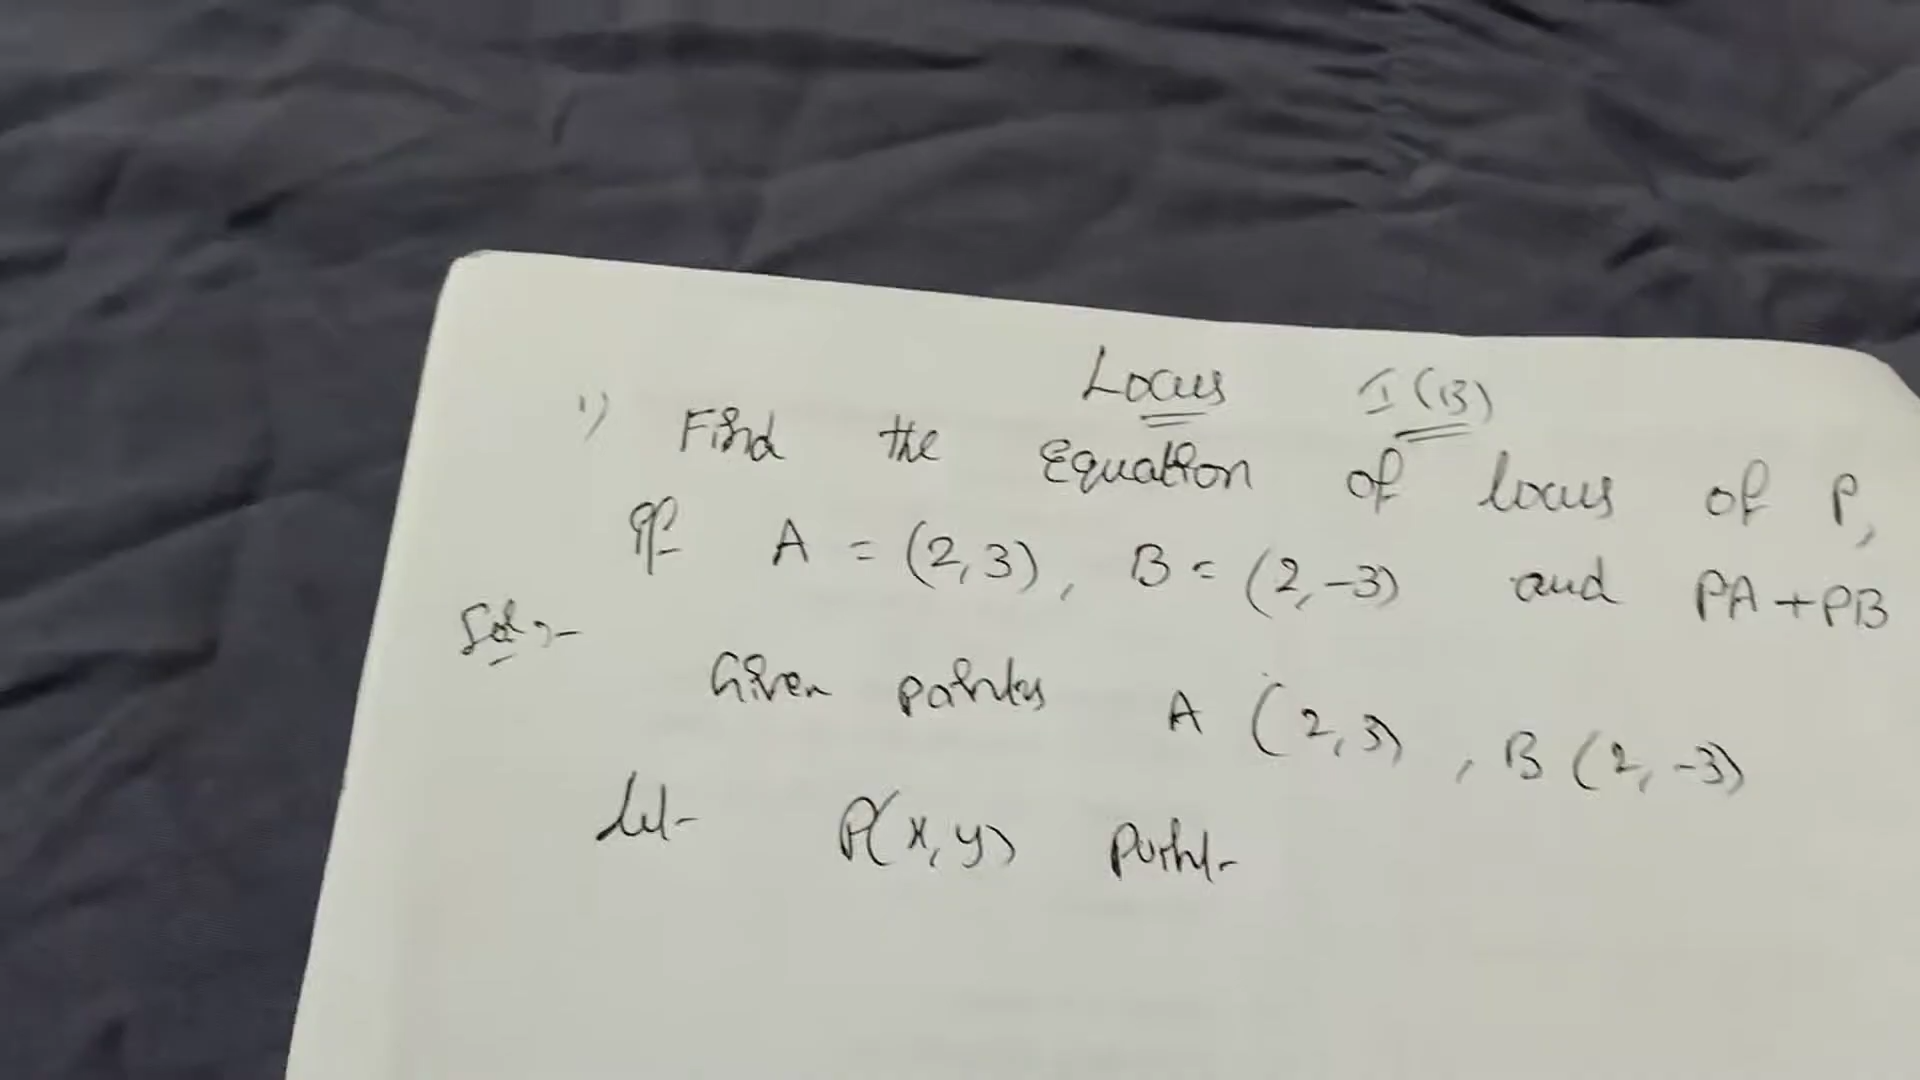 Locus I(B)
1) Find the Equation of locus of P,
if A = (2,3), B = (2,-3) and PA+PB
Sol:-
Given points A (2,3), B (2,-3)
Let P(x,y) point